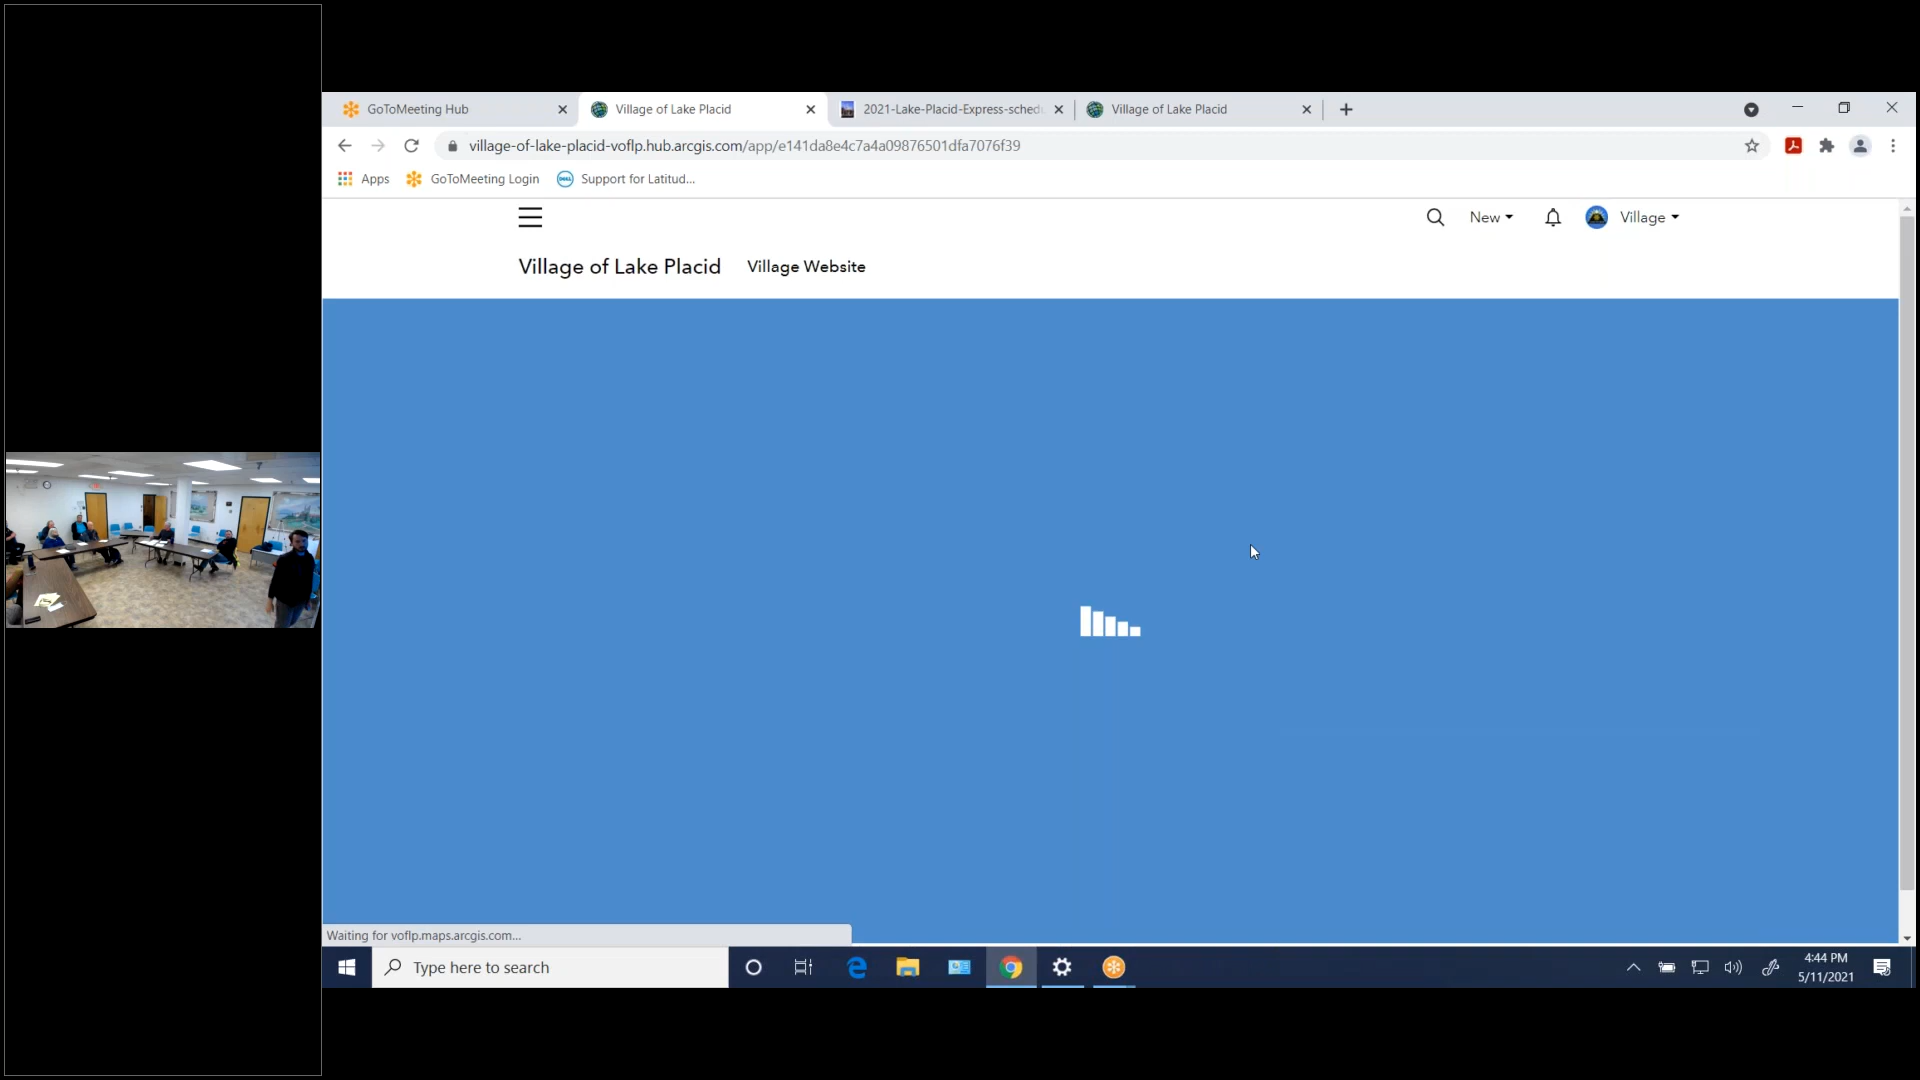 GoToMeeting Hub
Village of Lake Placid
2021-Lake-Placid-Express-schedu
Village of Lake Placid
village-of-lake-placid-voflp.hub.arcgis.com/app/e141da8e4c7a4a09876501dfa7076f39
Apps
GoToMeeting Login
Support for Latitud...
New
Village
Village of Lake Placid
Village Website
Waiting for voflp.maps.arcgis.com...
Type here to search
4:44 PM
5/11/2021